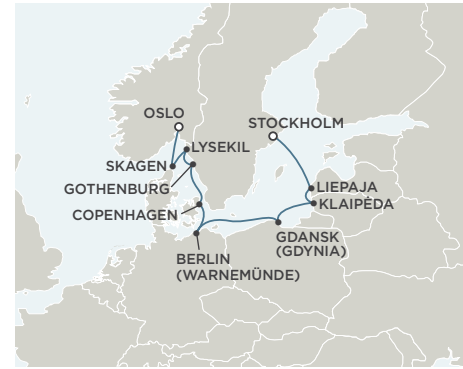 OSLO
STOCKHOLM
LYSEKIL
SKAGEN
GOTHENBURG
LIEPAJA
KLAIPĖDA
COPENHAGEN
GDANSK
(GDYNIA)
BERLIN
(WARNEMÜNDE)